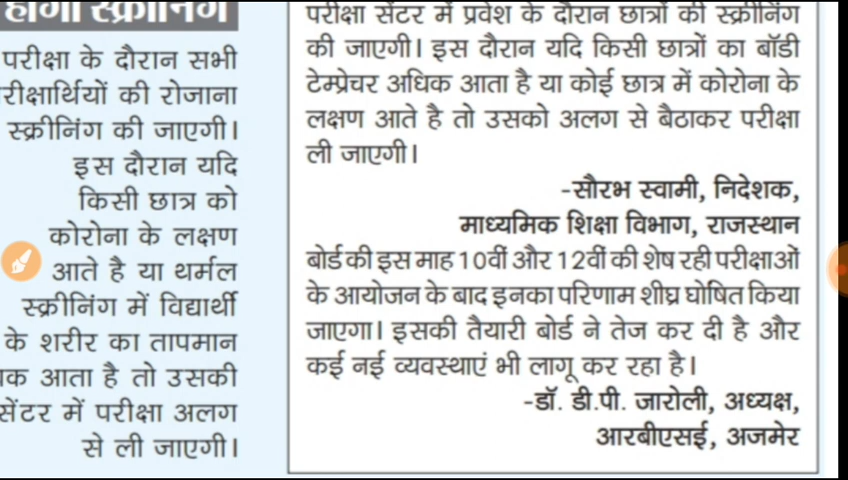 होगी स्क्रीनिंग
परीक्षा के दौरान सभी
रीक्षार्थियों की रोजाना
स्क्रीनिंग की जाएगी।
इस दौरान यदि
किसी छात्र को
कोरोना के लक्षण
आते है या थर्मल
स्क्रीनिंग में विद्यार्थी
के शरीर का तापमान
क आता है तो उसकी
सेंटर में परीक्षा अलग
से ली जाएगी।
परीक्षा सेंटर में प्रवेश के दौरान छात्रों की स्क्रीनिंग
की जाएगी। इस दौरान यदि किसी छात्रों का बॉडी
टेम्प्रेचर अधिक आता है या कोई छात्र में कोरोना के
लक्षण आते है तो उसको अलग से बैठाकर परीक्षा
ली जाएगी।
-सौरभ स्वामी, निदेशक,
माध्यमिक शिक्षा विभाग, राजस्थान
बोर्ड की इस माह 10वीं और 12वीं की शेष रही परीक्षाओं
के आयोजन के बाद इनका परिणाम शीघ्र घोषित किया
जाएगा। इसकी तैयारी बोर्ड ने तेज कर दी है और
कई नई व्यवस्थाएं भी लागू कर रहा है।
-डॉ. डी.पी. जारोली, अध्यक्ष,
आरबीएसई, अजमेर